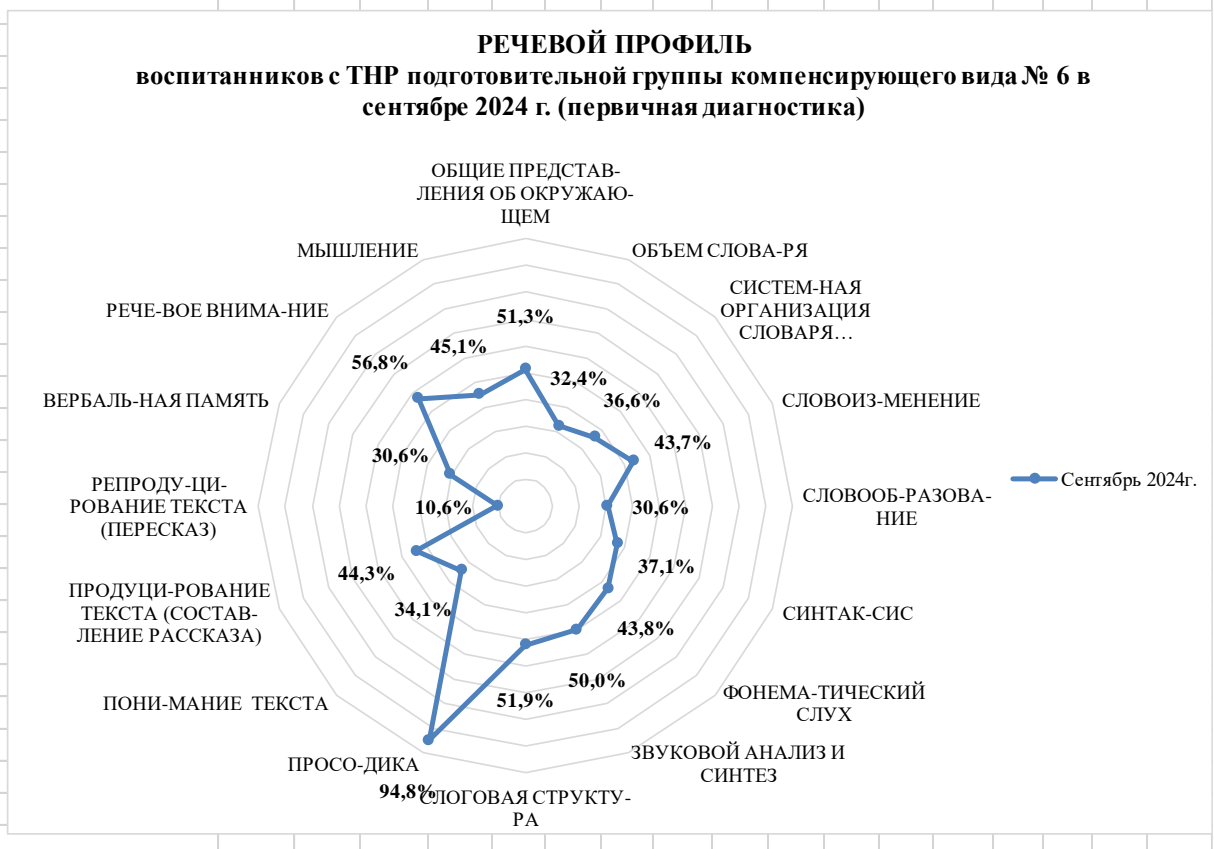 РЕЧЕВОЙ ПРОФИЛЬ
воспитанников с ТНР подготовительной группы компенсирующего вида № 6 в
сентябре 2024 г. (первичная диагностика)
ОБЩИЕ ПРЕДСТАВ-
ЛЕНИЯ ОБ ОКРУЖАЮ-
ЩЕМ
ОБЪЕМ СЛОВА-РЯ
СИСТЕМ-НАЯ
ОРГАНИЗАЦИЯ
СЛОВАРЯ…
СЛОВОИЗ-МЕНЕНИЕ
СЛОВООБ-РАЗОВА-
НИЕ
СИНТАК-СИС
ФОНЕМА-ТИЧЕСКИЙ
СЛУХ
ЗВУКОВОЙ АНАЛИЗ И
СИНТЕЗ
СЛОГОВАЯ СТРУКТУ-
РА
ПРОСО-ДИКА
ПОНИ-МАНИЕ ТЕКСТА
ПРОДУЦИ-РОВАНИЕ
ТЕКСТА (СОСТАВ-
ЛЕНИЕ РАССКАЗА)
РЕПРОДУ-ЦИ-
РОВАНИЕ ТЕКСТА
(ПЕРЕСКАЗ)
ВЕРБАЛЬ-НАЯ ПАМЯТЬ
РЕЧЕ-ВОЕ ВНИМА-НИЕ
МЫШЛЕНИЕ
51,3%
32,4%
36,6%
43,7%
30,6%
37,1%
43,8%
50,0%
51,9%
94,8%
34,1%
44,3%
10,6%
30,6%
56,8%
45,1%
Сентябрь 2024г.